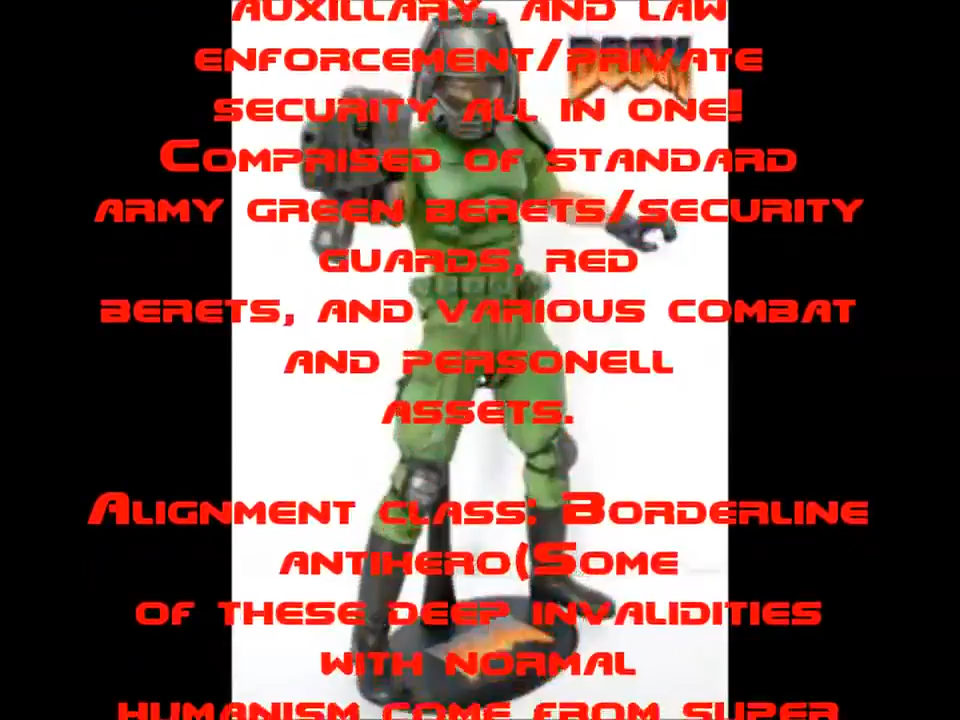 AUXILLARY, AND LAW
ENFORCEMENT/PRIVATE
SECURITY ALL IN ONE!
COMPRISED OF STANDARD
ARMY GREEN BERETS/SECURITY
GUARDS, RED
BERETS, AND VARIOUS COMBAT
AND PERSONELL
ASSETS.
ALIGNMENT CLASS: BORDERLINE
ANTIHERO(SOME
OF THESE DEEP INVALIDITIES
WITH NORMAL
HUMANISM COME FROM SUPER
DOOM